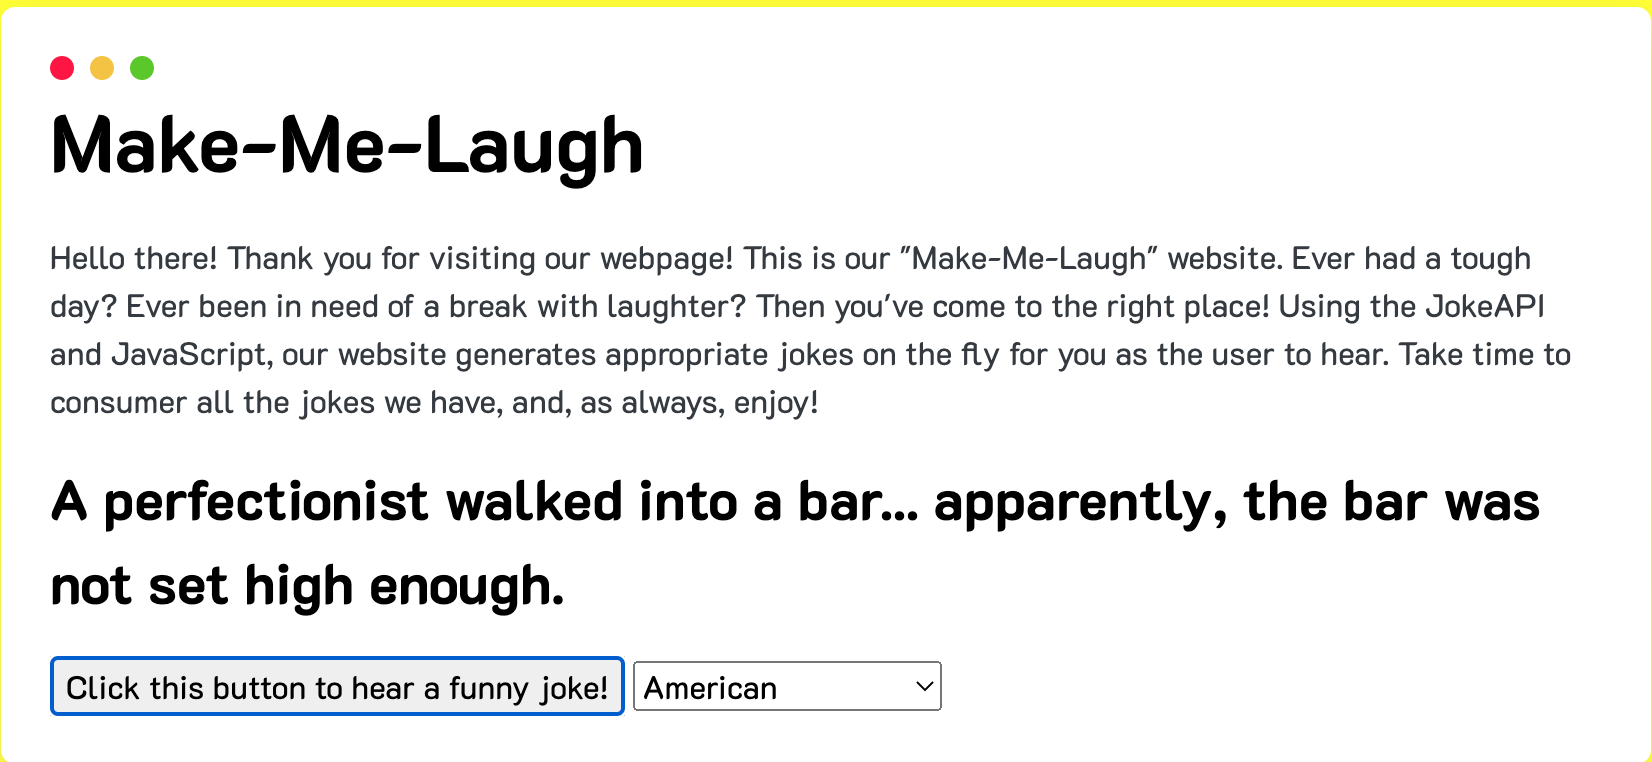 Make-Me-Laugh
Hello there! Thank you for visiting our webpage! This is our "Make-Me-Laugh" website. Ever had a tough
day? Ever been in need of a break with laughter? Then you've come to the right place! Using the JokeAPI
and JavaScript, our website generates appropriate jokes on the fly for you as the user to hear. Take time to
consumer all the jokes we have, and, as always, enjoy!
A perfectionist walked into a bar... apparently, the bar was
not set high enough.
Click this button to hear a funny joke! American